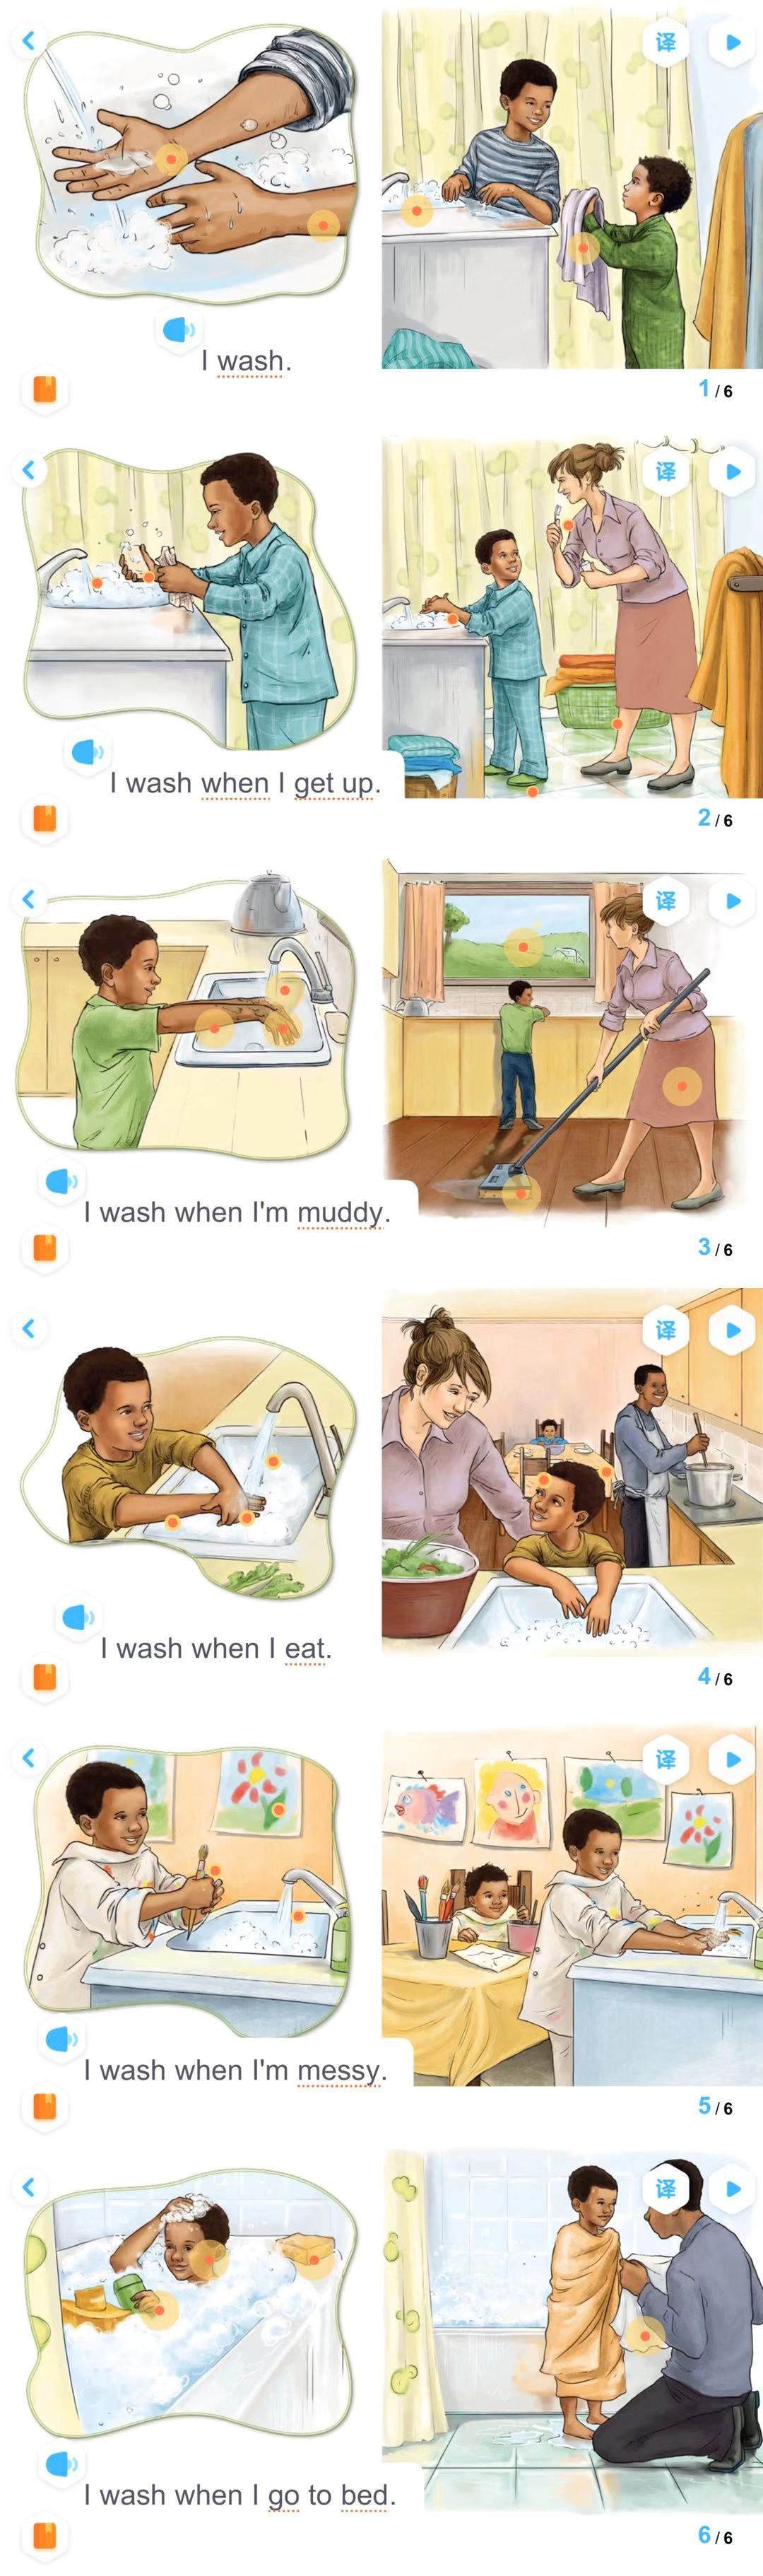 译
I wash.
1/6
译
I wash when I get up.
2/6
译
I wash when I'm muddy.
3/6
译
I wash when I eat.
4/6
译
I wash when I'm messy.
5/6
译
I wash when I go to bed.
6/6